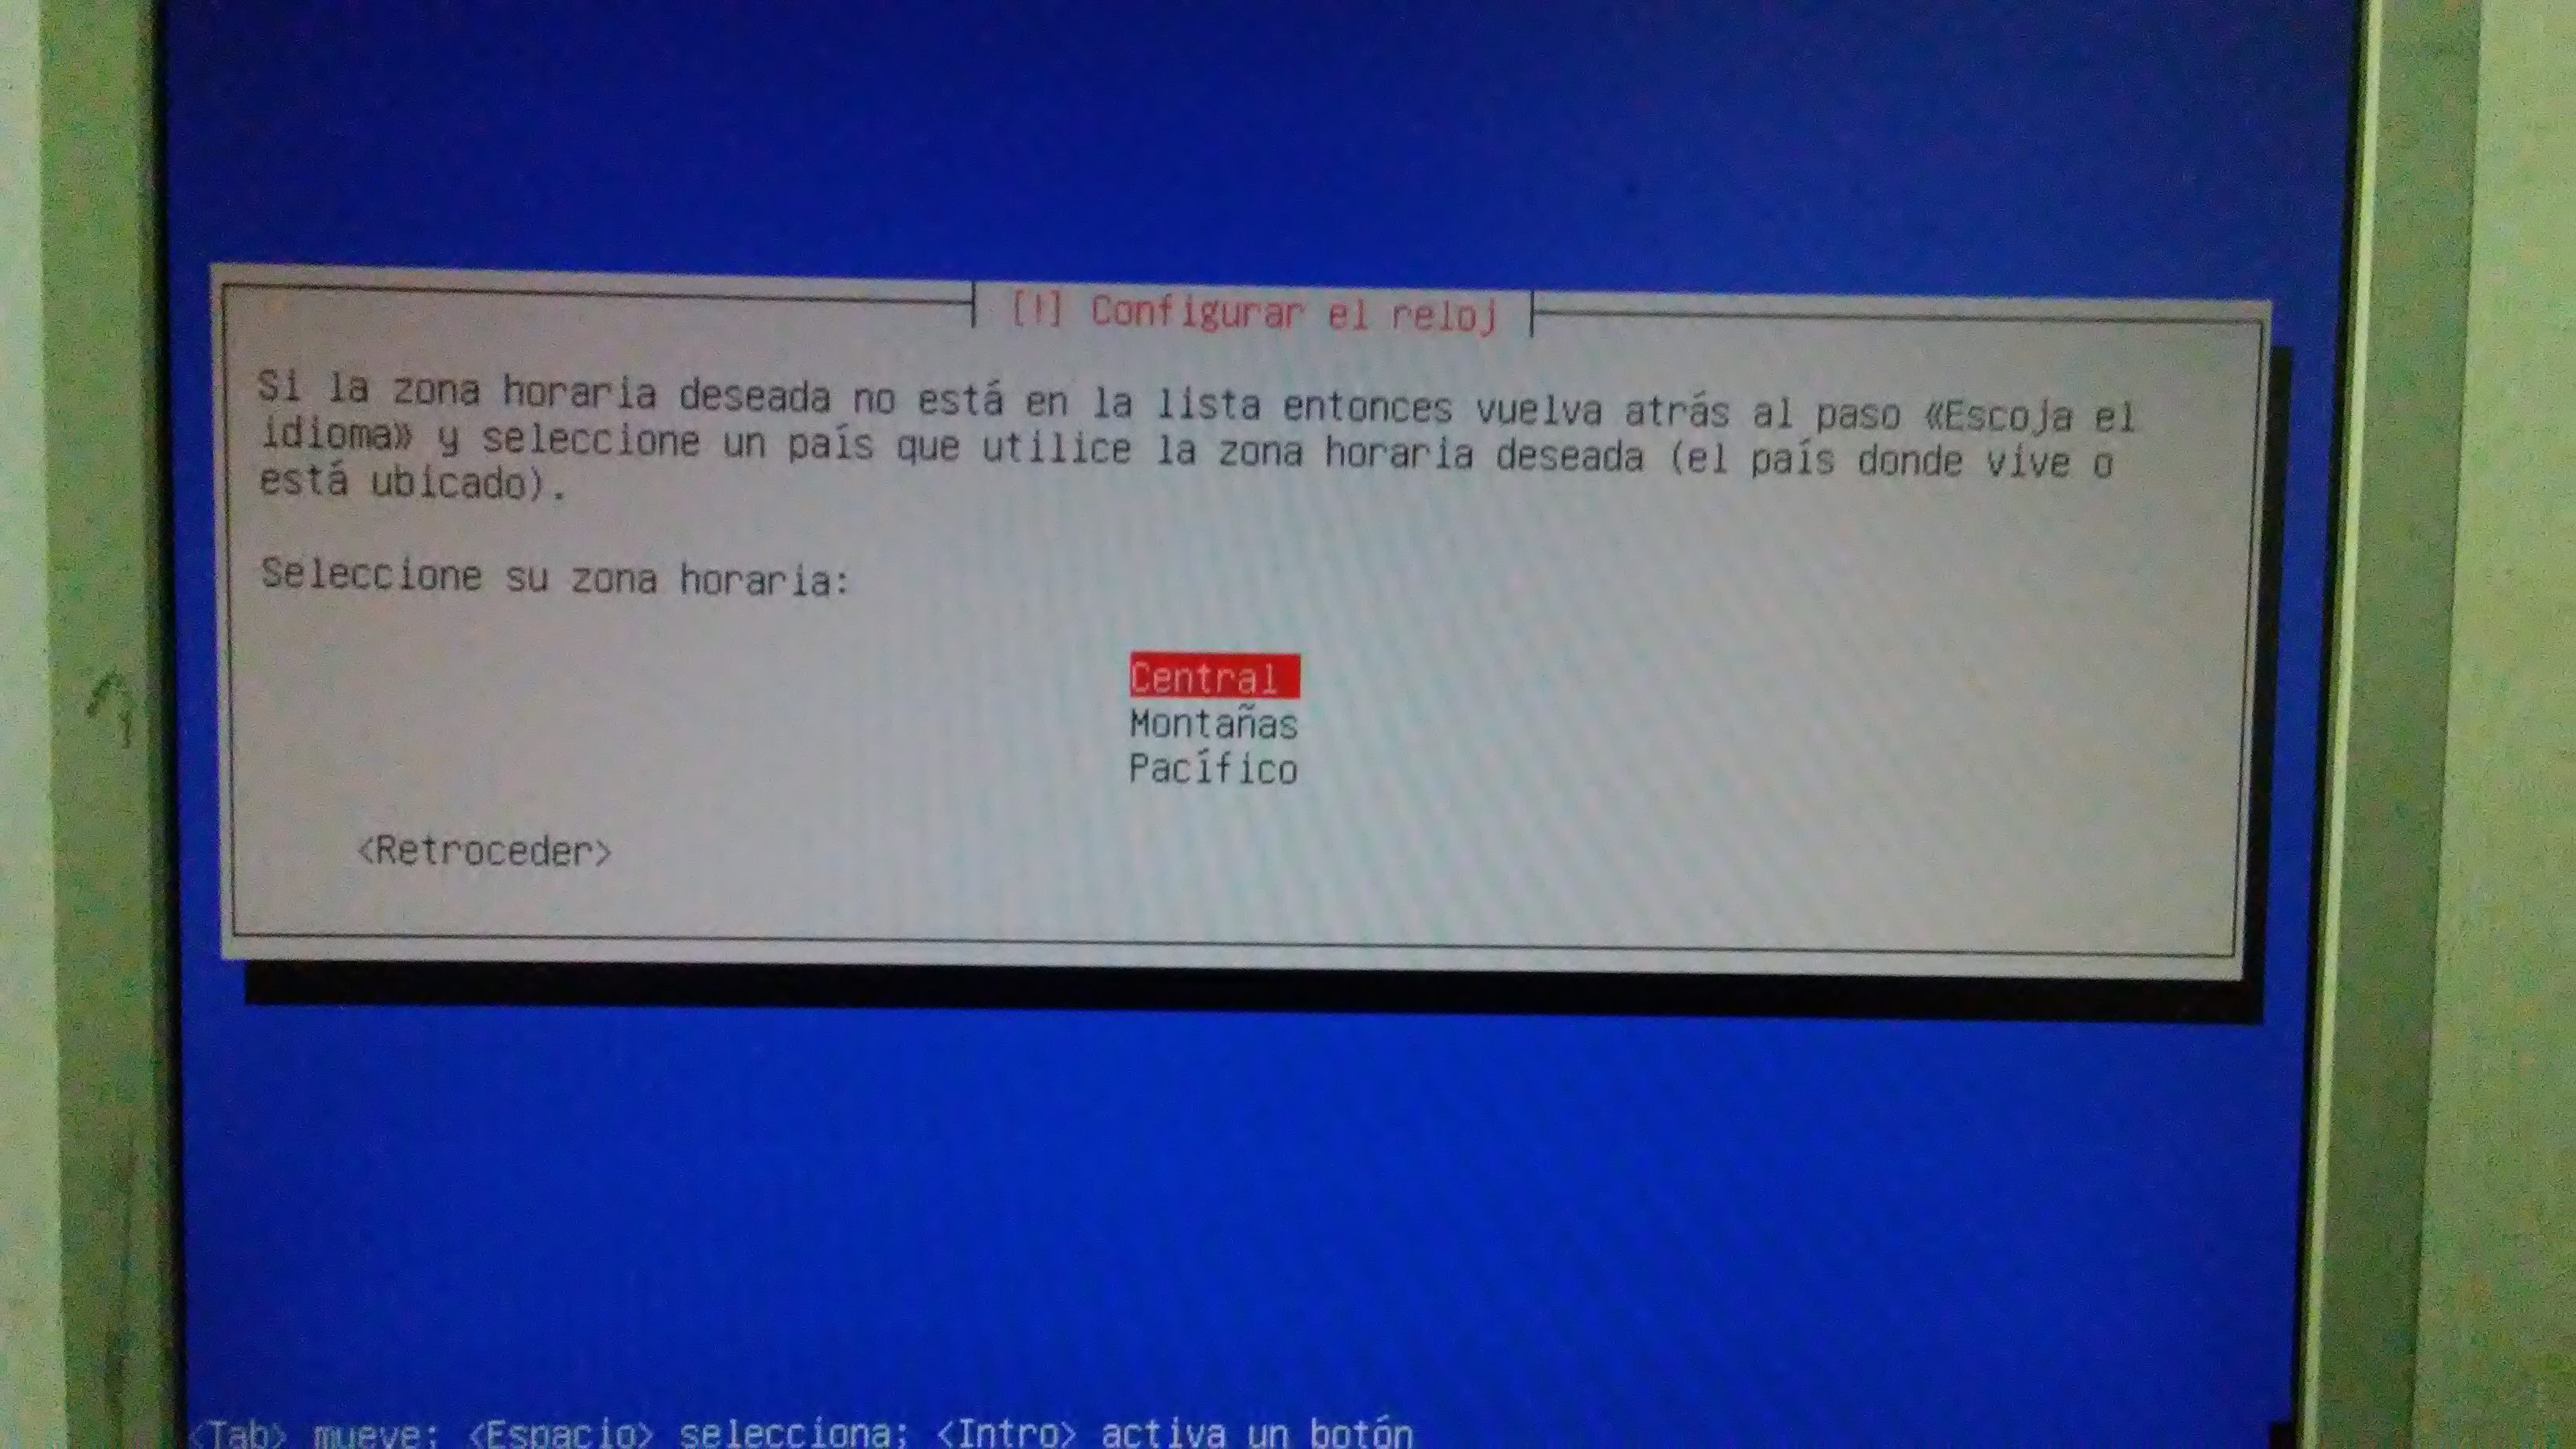 [!] Configurar el reloj
Si la zona horaria deseada no está en la lista entonces vuelva atrás al paso «Escoja el
idioma» y seleccione un país que utilice la zona horaria deseada (el país donde vive o
está ubicado).
Seleccione su zona horaria:
Central
Montañas
Pacífico
<Retroceder>
<Tab> mueve; <Espacio> selecciona; <Intro> activa un botón